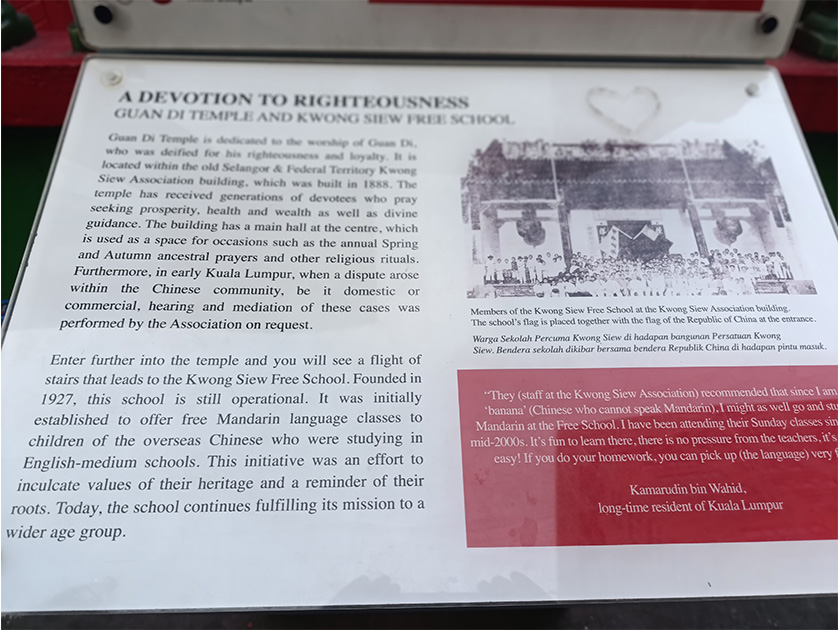 A DEVOTION TO RIGHTEOUSNESS
GUAN DI TEMPLE AND KWONG SIEW FREE SCHOOL
Guan Di Temple is dedicated to the worship of Guan Di,
who was deified for his righteousness and loyalty. It is
located within the old Selangor & Federal Territory Kwong
Siew Association building, which was built in 1888. The
temple has received generations of devotees who pray
seeking prosperity, health and wealth as well as divine
guidance. The building has a main hall at the centre, which
is used as a space for occasions such as the annual Spring
and Autumn ancestral prayers and other religious rituals.
Furthermore, in early Kuala Lumpur, when a dispute arose
within the Chinese community, be it domestic or
commercial, hearing and mediation of these cases was
performed by the Association on request.
Enter further into the temple and you will see a flight of
stairs that leads to the Kwong Siew Free School. Founded in
1927, this school is still operational. It was initially
established to offer free Mandarin language classes to
children of the overseas Chinese who were studying in
English-medium schools. This initiative was an effort to
inculcate values of their heritage and a reminder of their
roots. Today, the school continues fulfilling its mission to a
wider age group.
Members of the Kwong Siew Free School at the Kwong Siew Association building.
The school's flag is placed together with the flag of the Republic of China at the entrance.
Warga Sekolah Percuma Kwong Siew di hadapan bangunan Persatuan Kwong
Siew. Bendera sekolah dikibar bersama bendera Republik China di hadapan pintu masuk.
"They (staff at the Kwong Siew Association) recommended that since I am
'banana' (Chinese who cannot speak Mandarin), I might as well go and
Mandarin at the Free School. I have been attending their Sunday classes
mid-2000s. It's fun to learn there, there is no pressure from the teachers, it's
easy! If you do your homework, you can pick up (the language) very
Kamarudin bin Wahid,
long-time resident of Kuala Lumpur